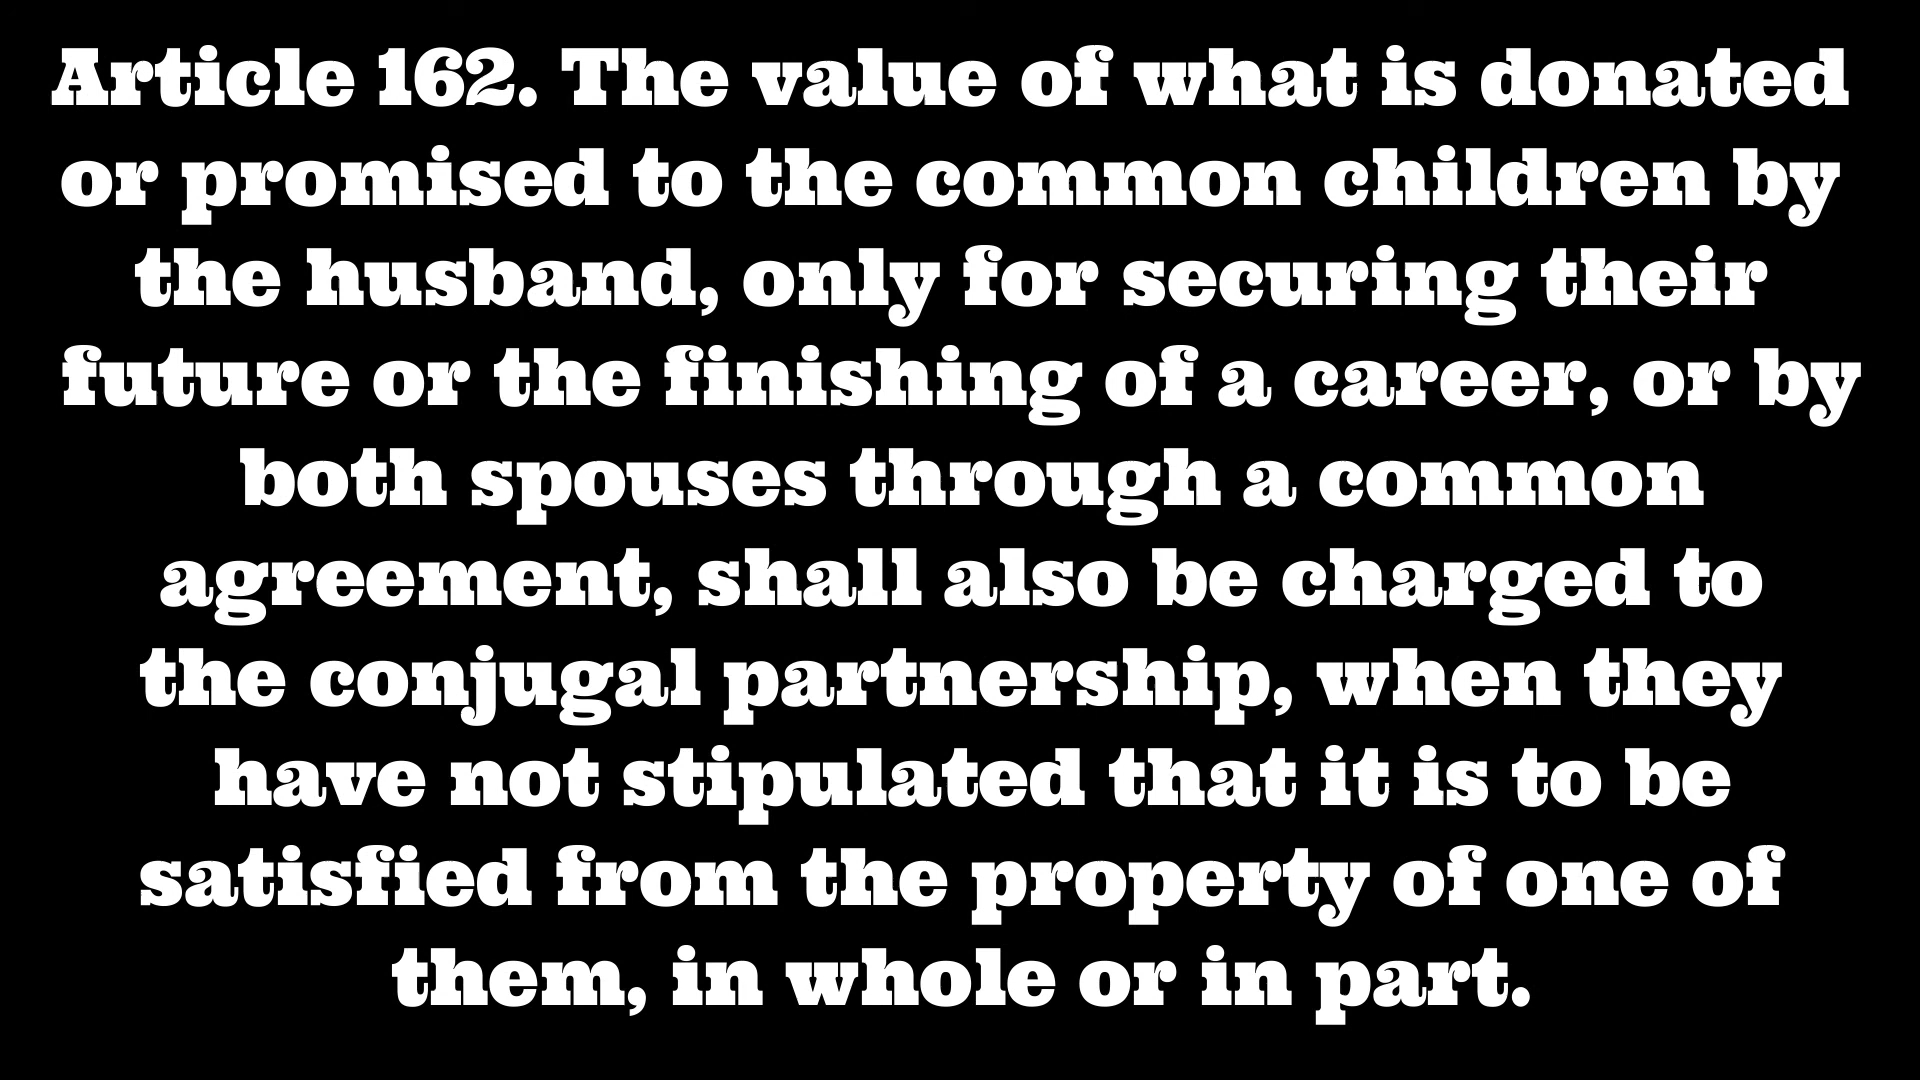 Article 162. The value of what is donated
or promised to the common children by
the husband, only for securing their
future or the finishing of a career, or by
both spouses through a common
agreement, shall also be charged to
the conjugal partnership, when they
have not stipulated that it is to be
satisfied from the property of one of
them, in whole or in part.